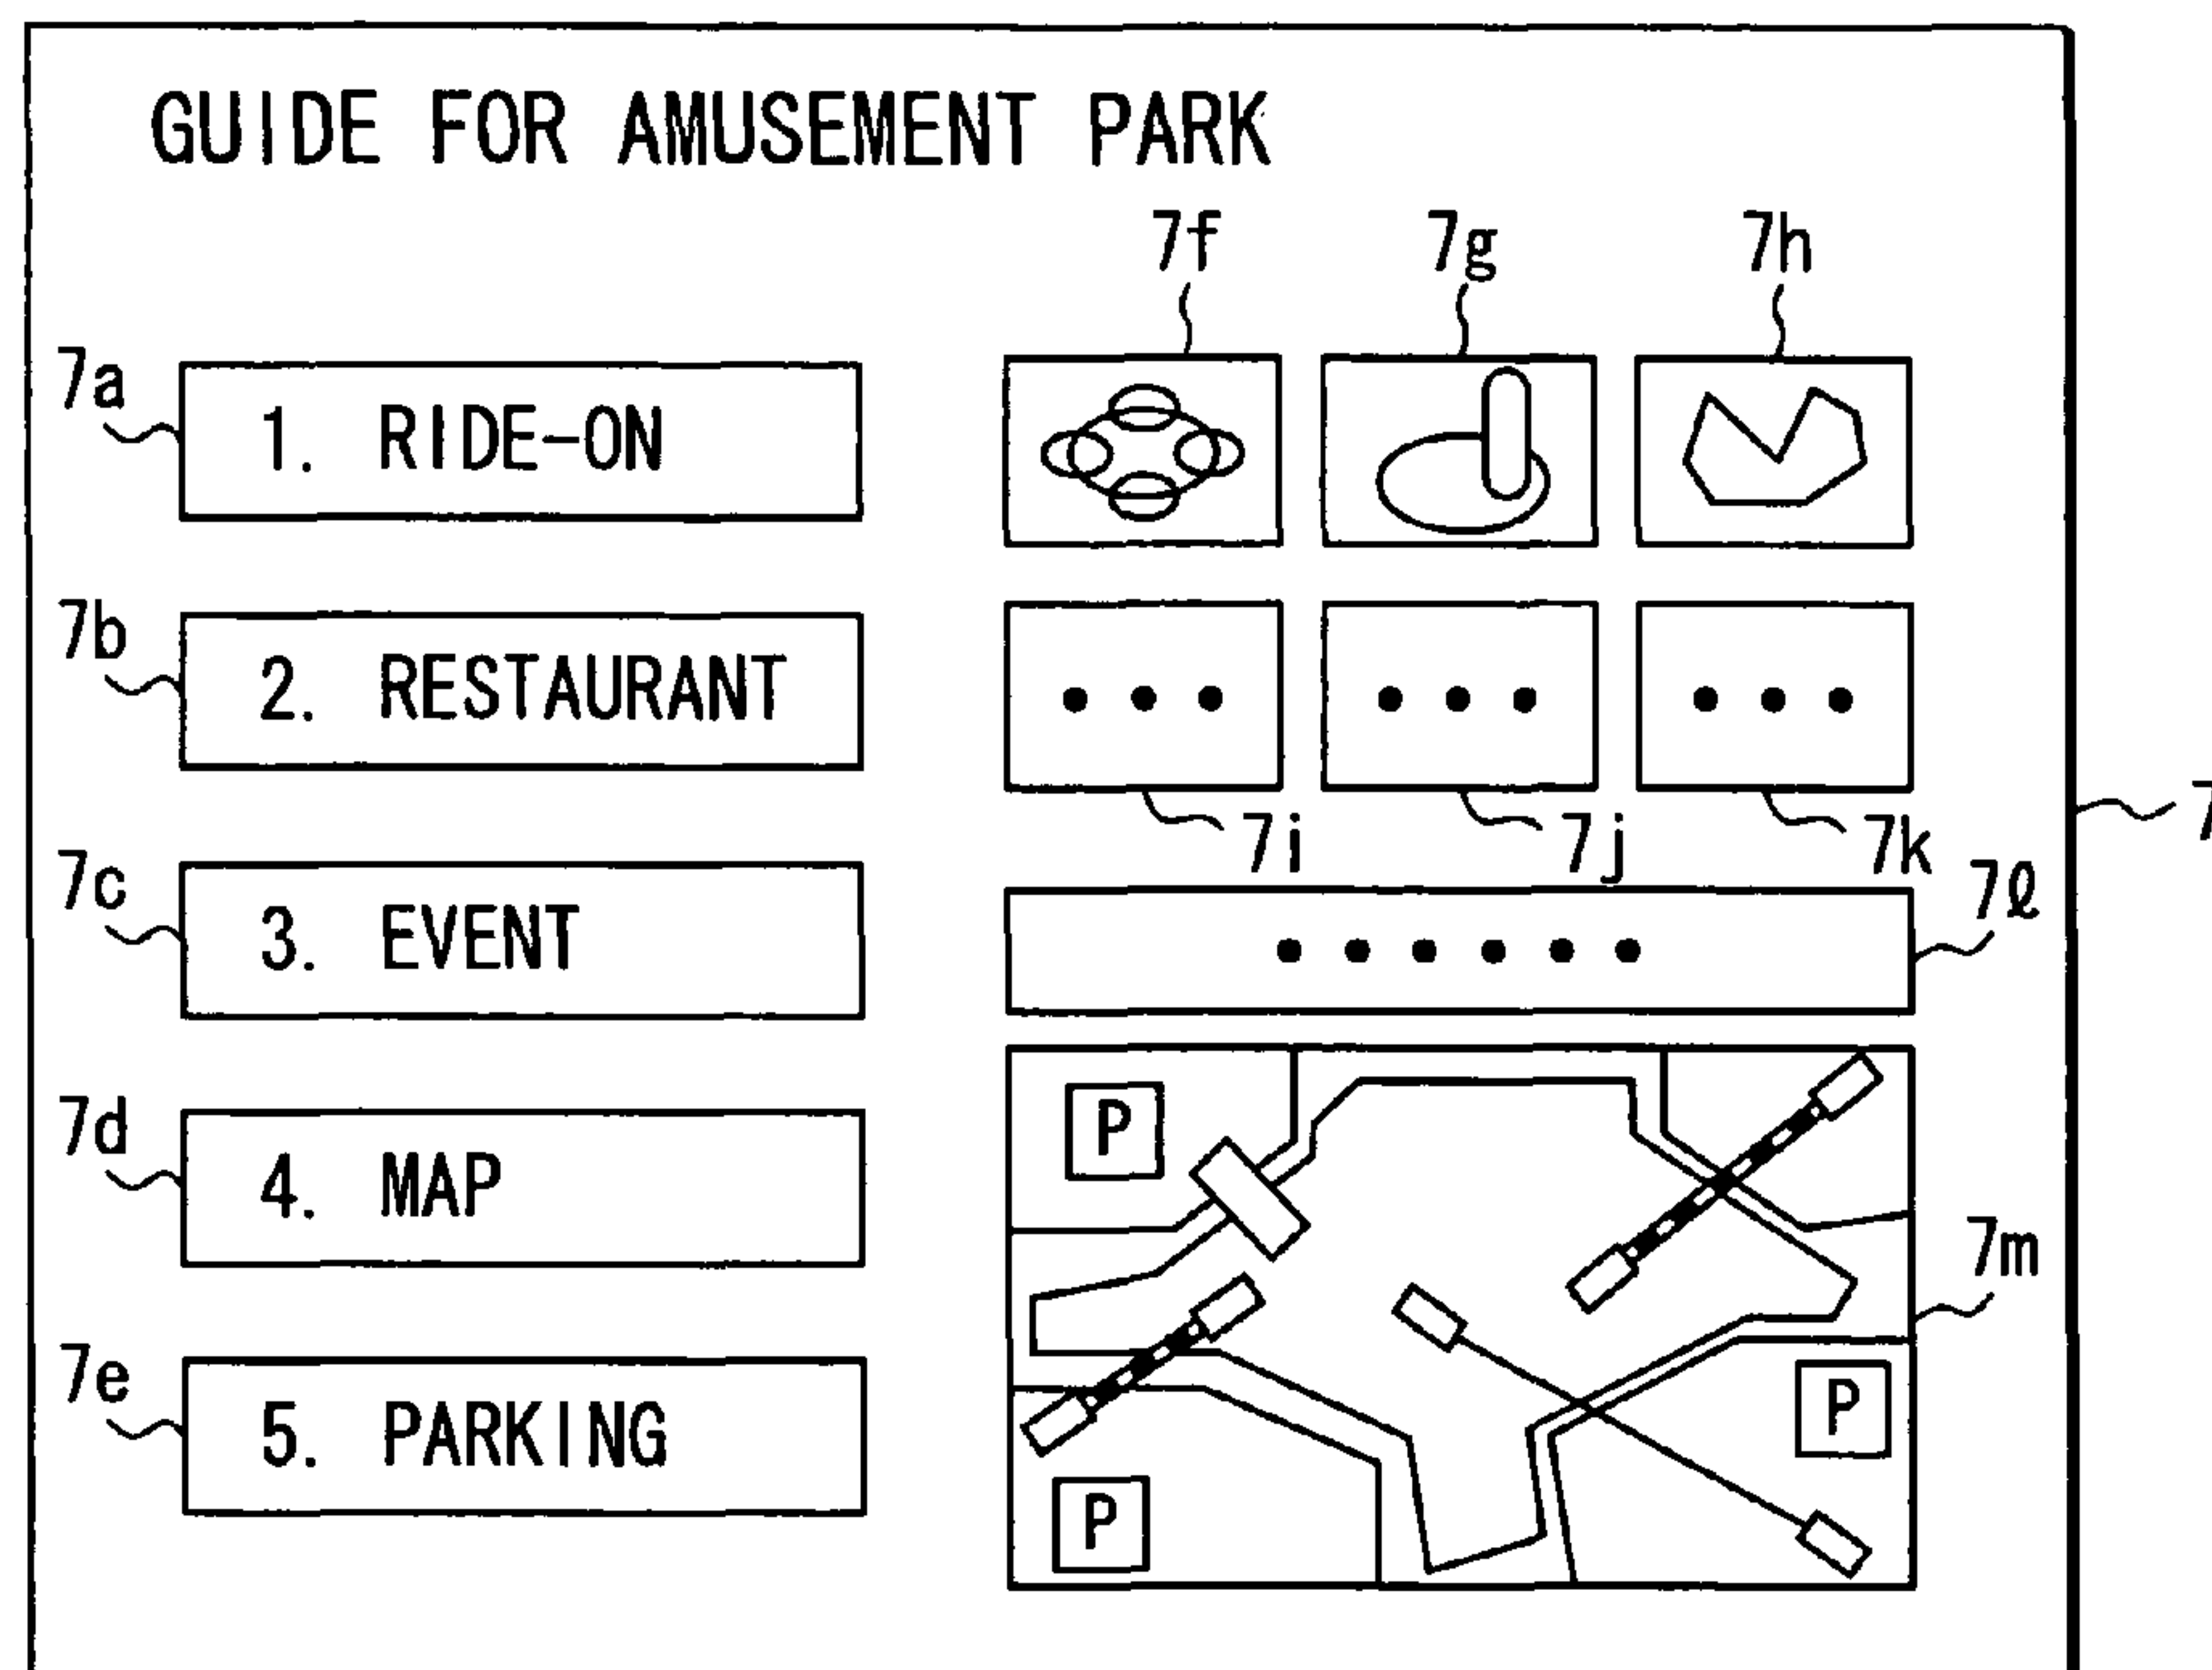 GUIDE FOR AMUSEMENT PARK
7f 7g 7h
7a
1. RIDE-ON
7b
2. RESTAURANT
7i 7j 7k
7
7c
3. EVENT
7ℓ
7d
4. MAP
P
7m
7e
5. PARKING
P
P